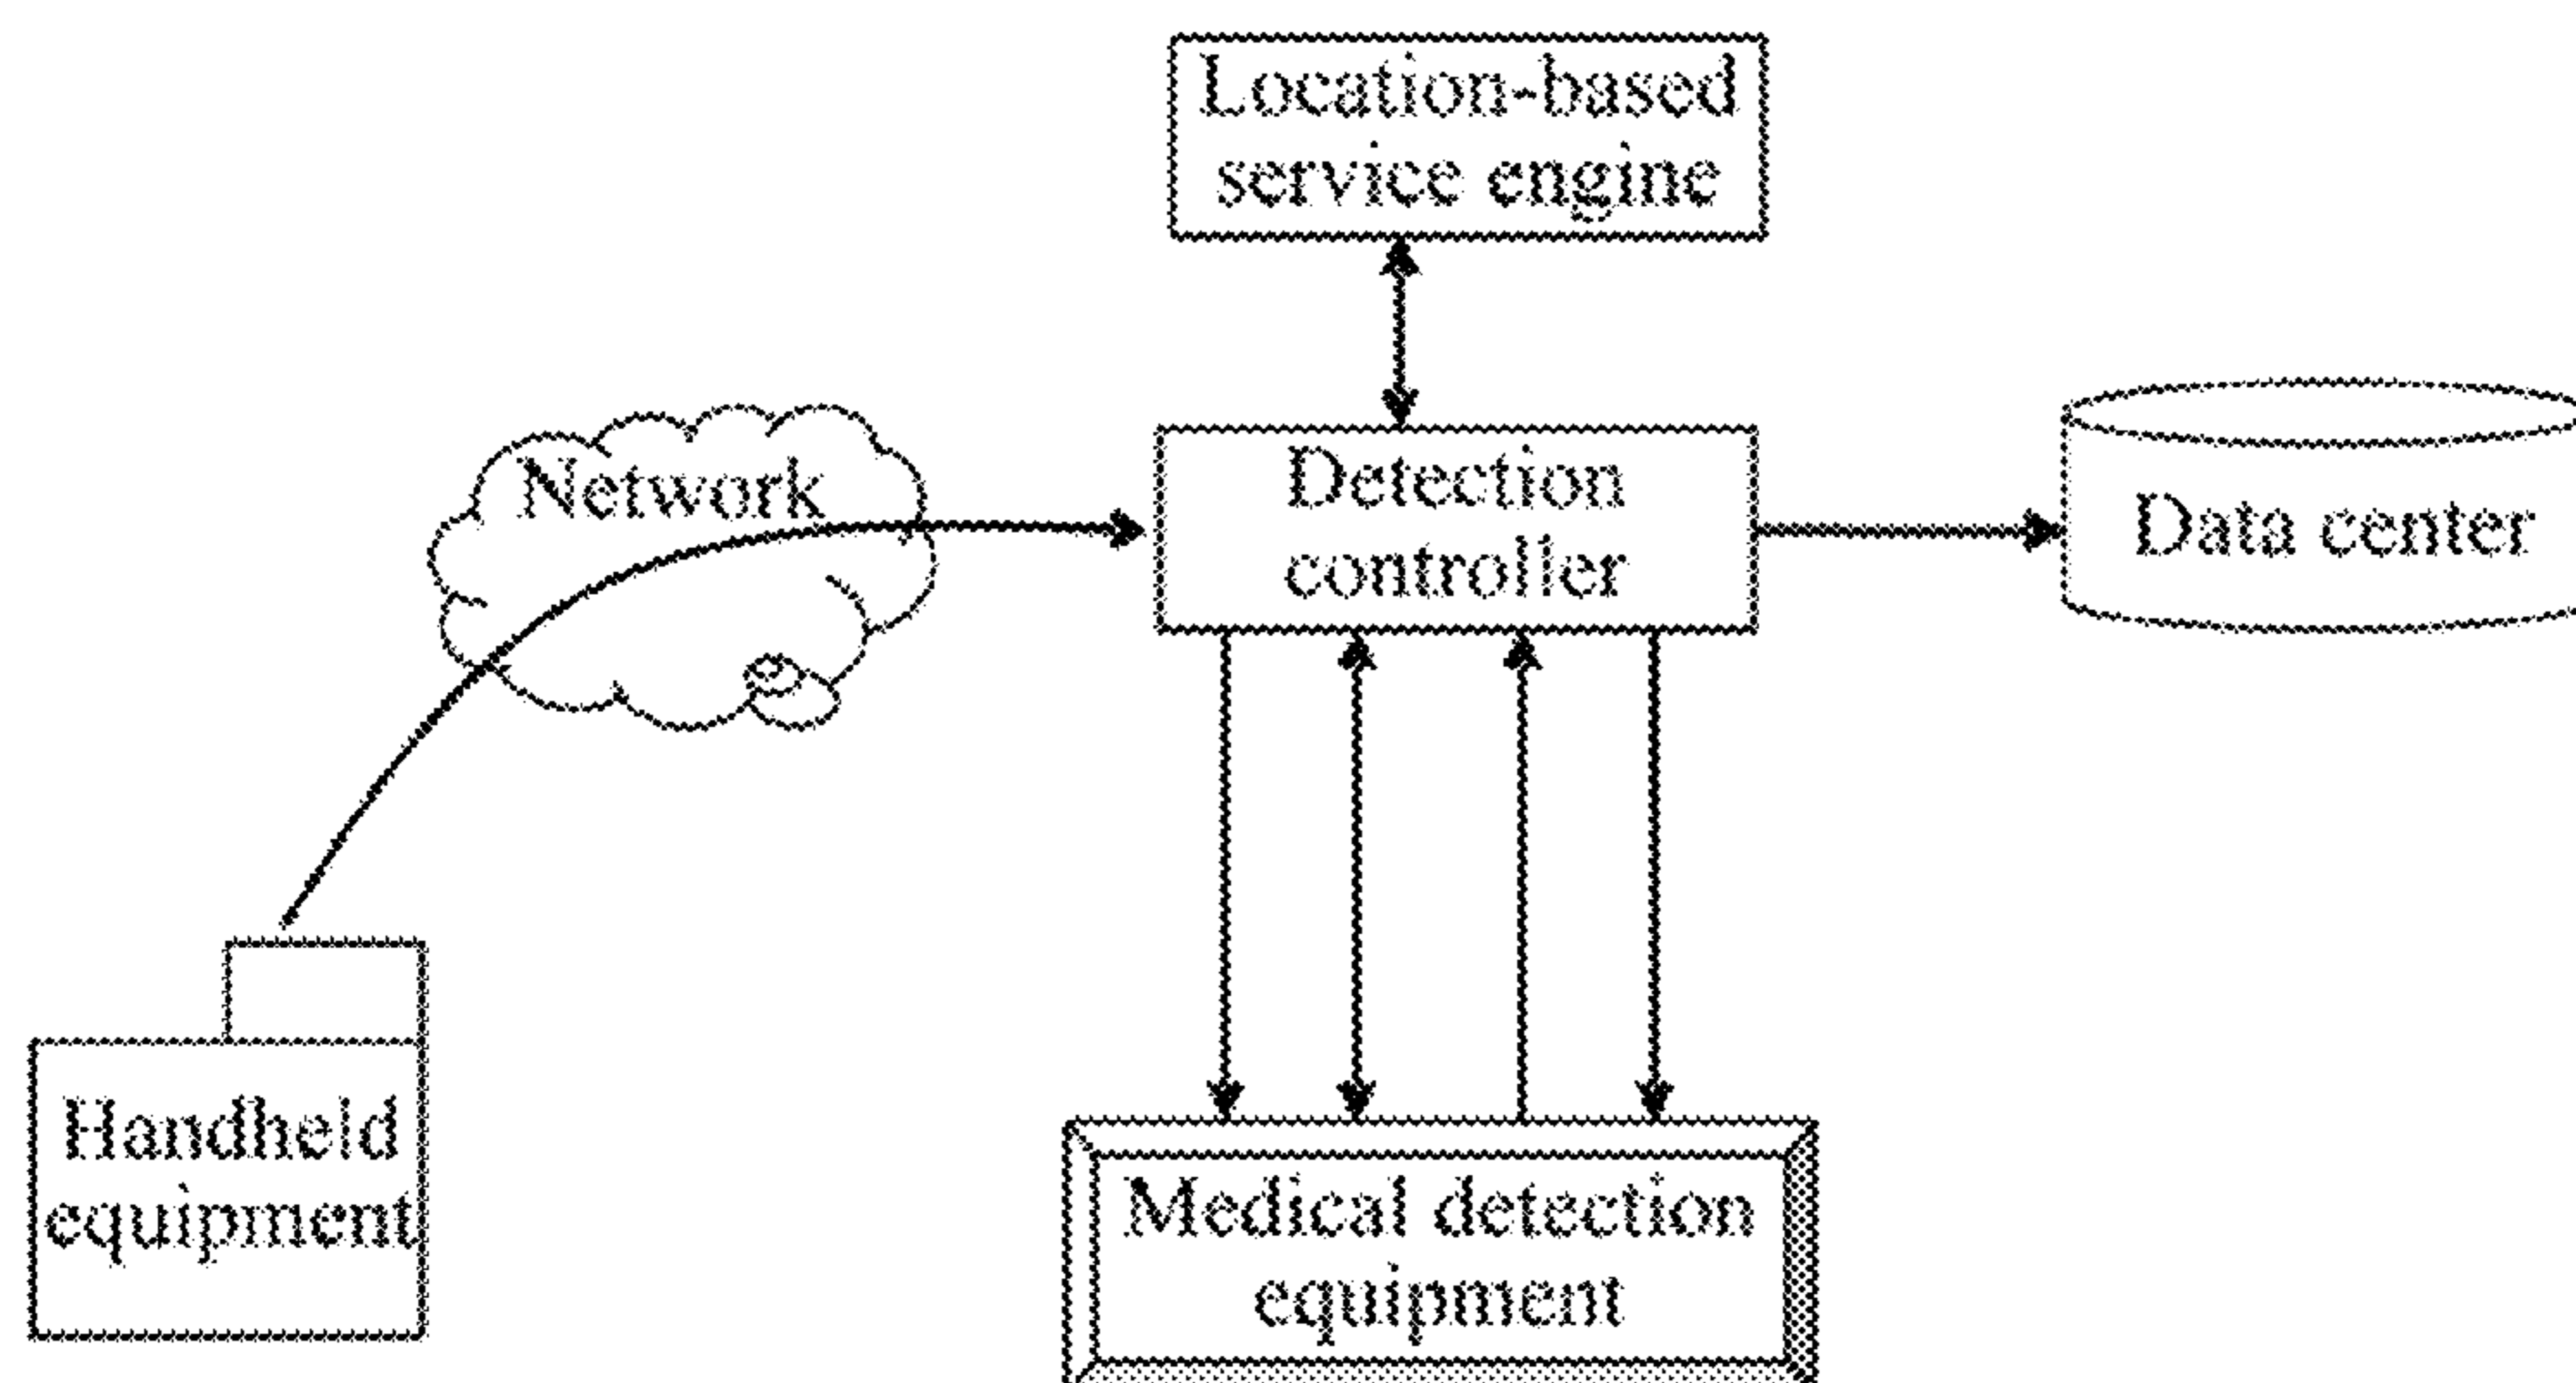 Location-based
service engine
Network
Detection
controller
Data center
Handheld
equipment
Medical detection
equipment